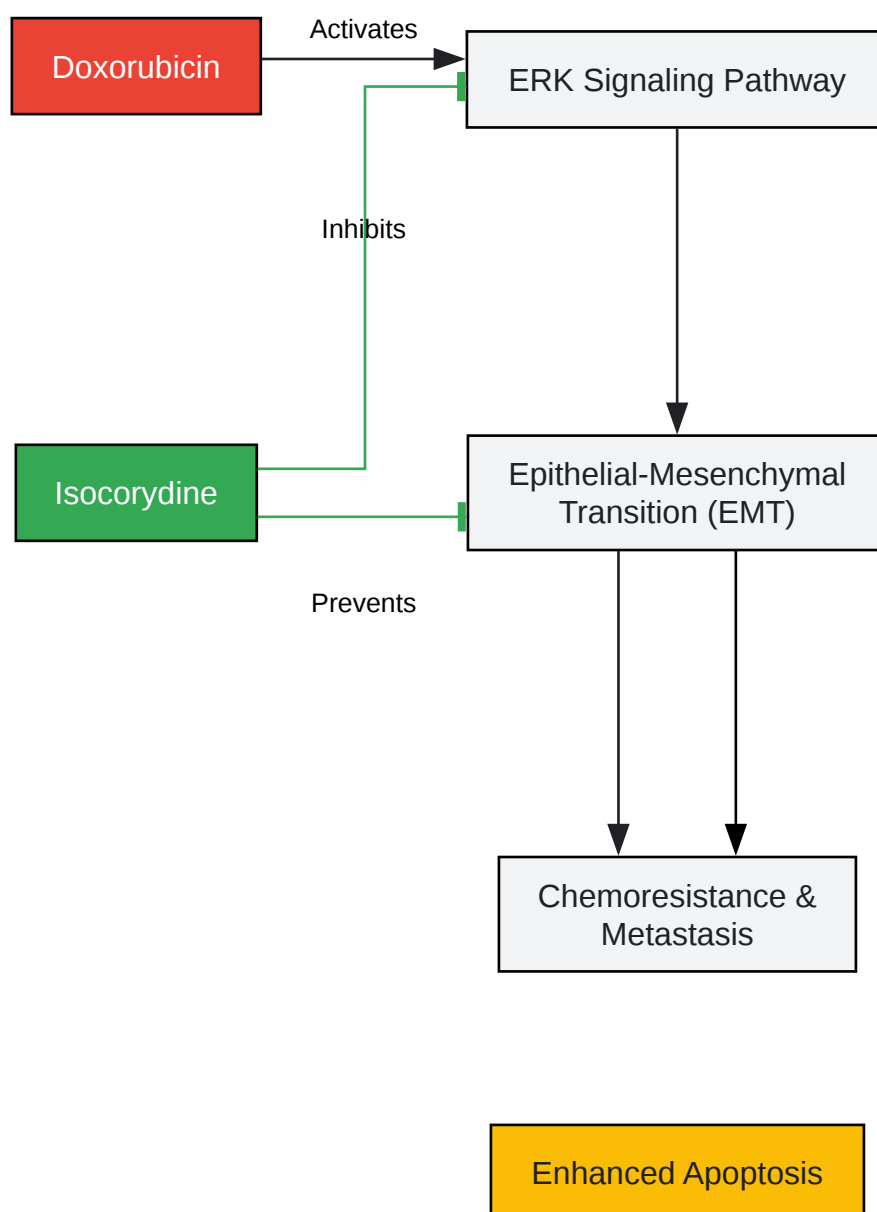 Activates
Doxorubicin
ERK Signaling Pathway
Inhibits
Isocorydine
Epithelial-Mesenchymal
Transition (EMT)
Prevents
Chemoresistance &
Metastasis
Enhanced Apoptosis